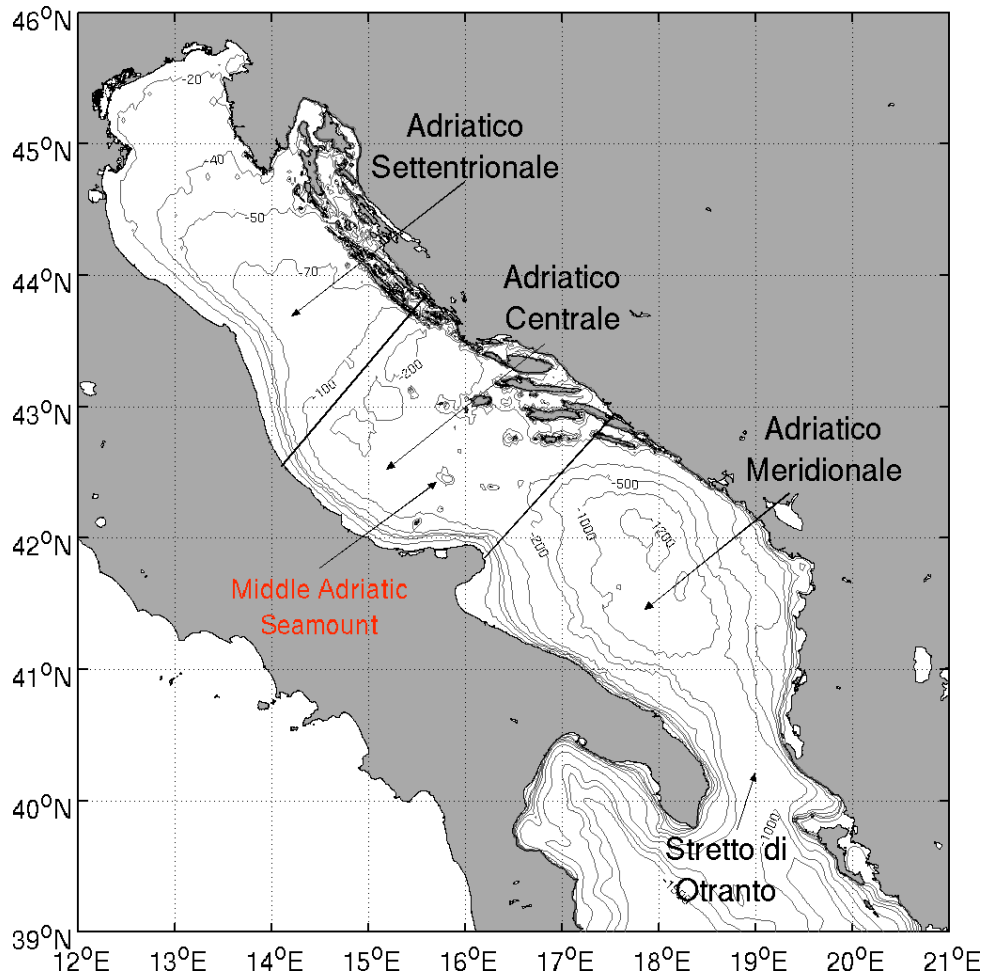 46°N
45°N
44°N
43°N
42°N
41°N
40°N
39°N
12°E 13°E 14°E 15°E 16°E 17°E 18°E 19°E 20°E 21°E
Adriatico
Settentrionale
Adriatico
Centrale
Adriatico
Meridionale
Middle Adriatic
Seamount
Stretto di
Otranto
-20
-40
-50
-70
-100
-200
-500
-1000
-1200
-200
-1000